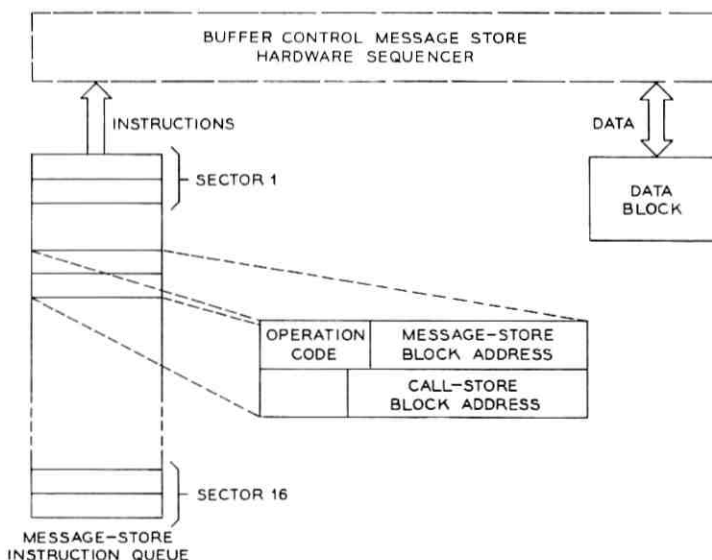 BUFFER CONTROL MESSAGE STORE
HARDWARE SEQUENCER
INSTRUCTIONS
DATA
SECTOR 1
DATA
BLOCK
OPERATION
CODE
MESSAGE-STORE
BLOCK ADDRESS
CALL-STORE
BLOCK ADDRESS
SECTOR 16
MESSAGE-STORE
INSTRUCTION QUEUE